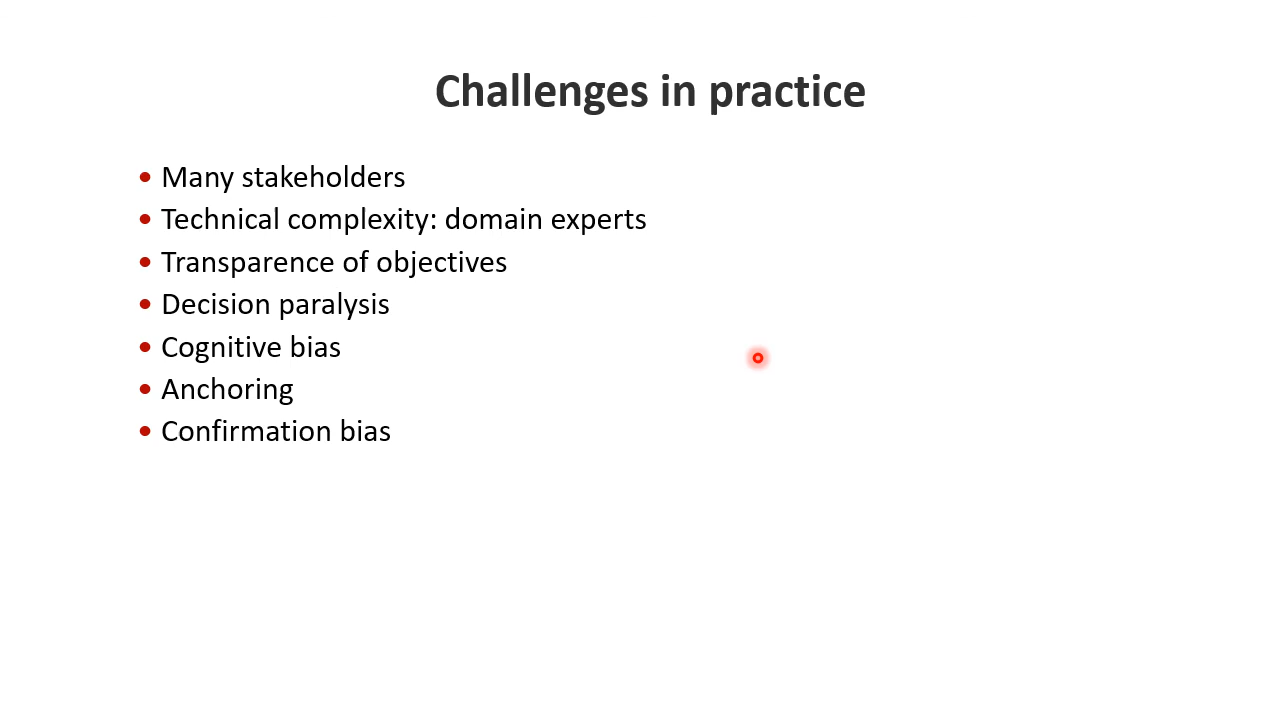 Challenges in practice
• Many stakeholders
• Technical complexity: domain experts
• Transparence of objectives
• Decision paralysis
• Cognitive bias
• Anchoring
• Confirmation bias